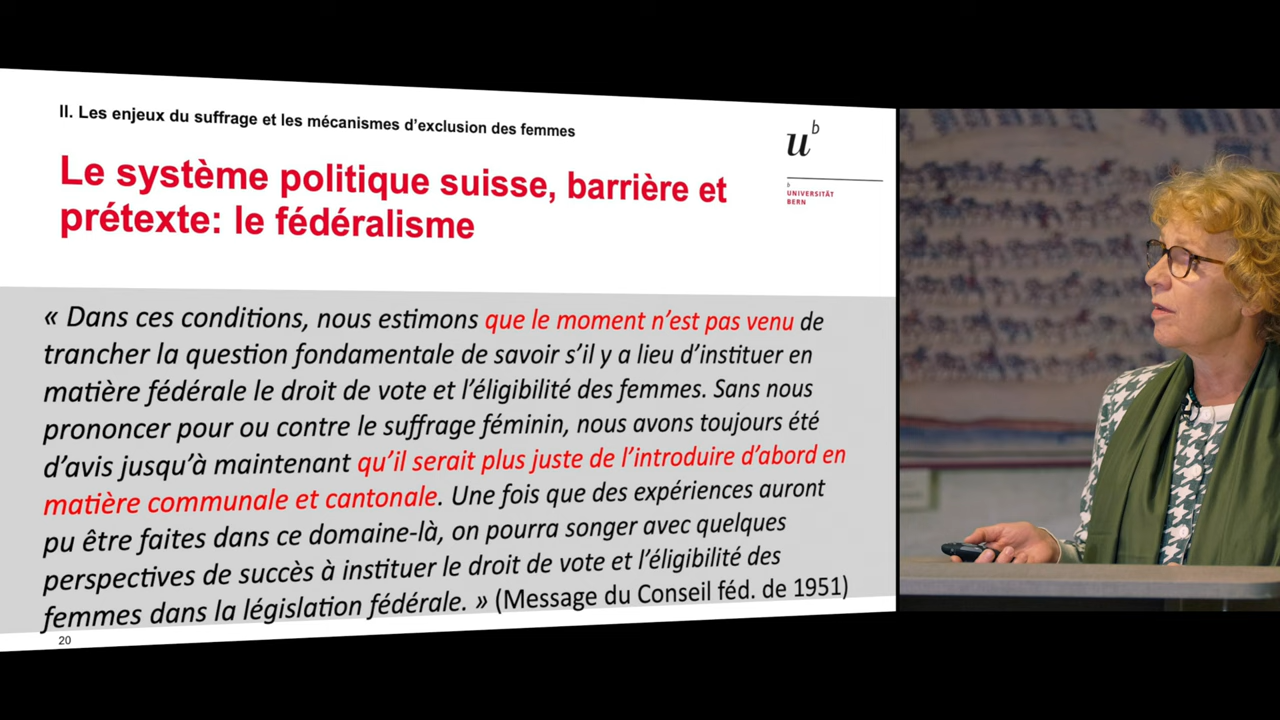 II. Les enjeux du suffrage et les mécanismes d'exclusion des femmes
Le système politique suisse, barrière et
prétexte: le fédéralisme
u b
b
UNIVERSITÄT
BERN
« Dans ces conditions, nous estimons que le moment n'est pas venu de
trancher la question fondamentale de savoir s'il y a lieu d'instituer en
matière fédérale le droit de vote et l'éligibilité des femmes. Sans nous
prononcer pour ou contre le suffrage féminin, nous avons toujours été
d'avis jusqu'à maintenant qu'il serait plus juste de l'introduire d'abord en
matière communale et cantonale. Une fois que des expériences auront
pu être faites dans ce domaine-là, on pourra songer avec quelques
perspectives de succès à instituer le droit de vote et l'éligibilité des
femmes dans la législation fédérale. » (Message du Conseil féd. de 1951)
20